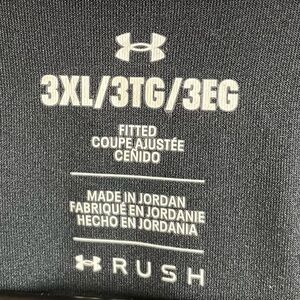 3XL/3TG/3EG
FITTED
COUPE AJUSTÉE
CEÑIDO
MADE IN JORDAN
FABRIQUÉ EN JORDANIE
HECHO EN JORDANIA
RUSH